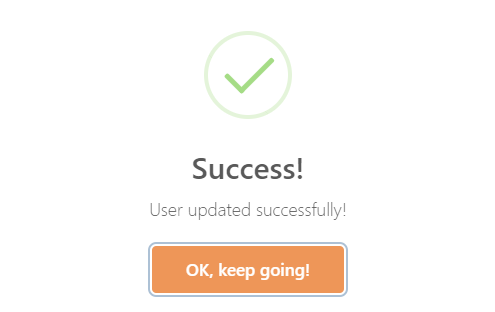 Success!
User updated successfully!
OK, keep going!